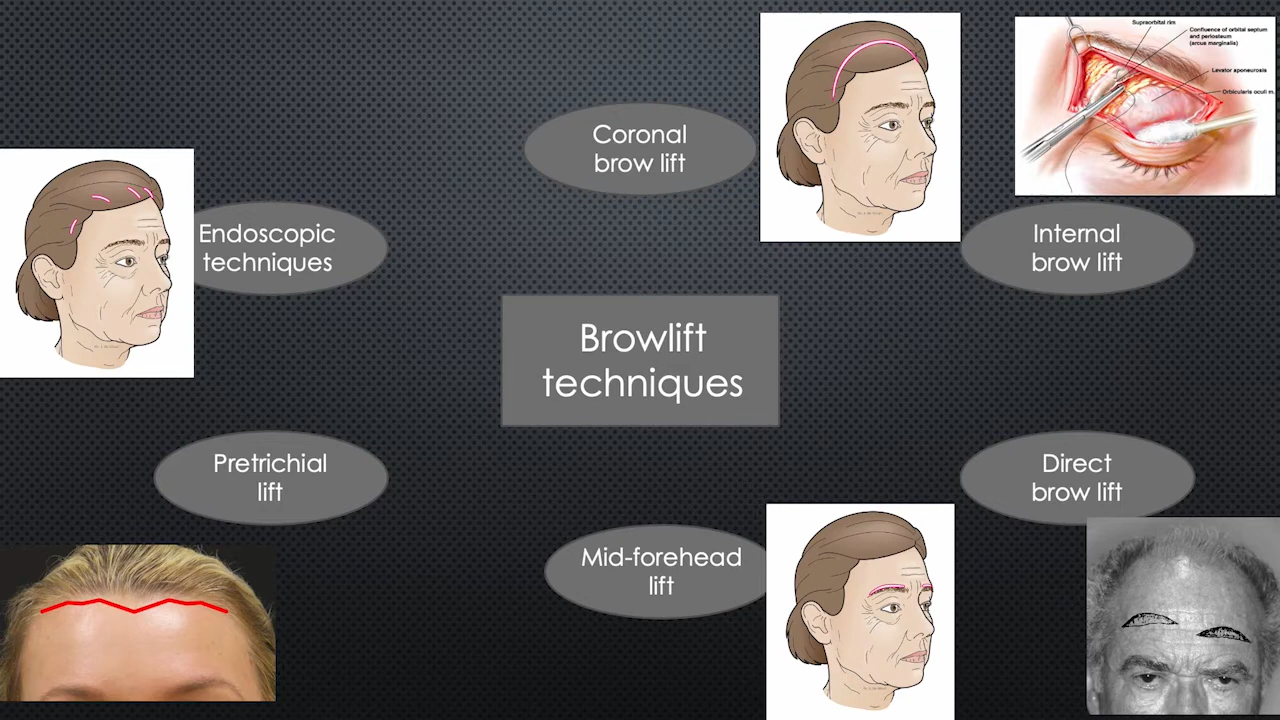 Supraorbital rim
Confluence of orbital septum
and periosteum
(arcus marginalis)
Levator aponeurosis
Orbicularis oculi m.
Coronal
brow lift
Endoscopic
techniques
Internal
brow lift
Browlift
techniques
Pretrichial
lift
Direct
brow lift
Mid-forehead
lift